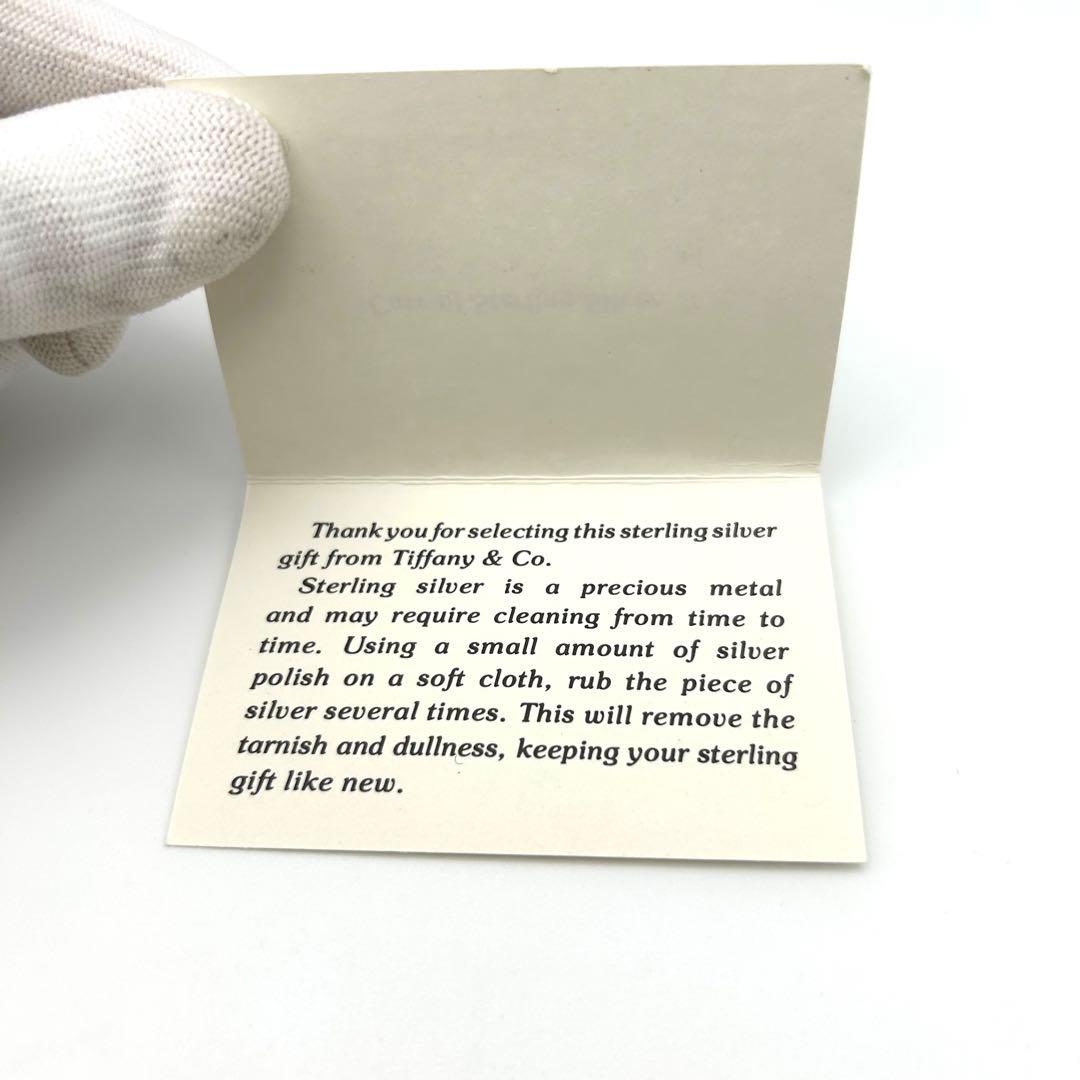 Thank you for selecting this sterling silver
gift from Tiffany & Co.
Sterling silver is a precious metal
and may require cleaning from time to
time. Using a small amount of silver
polish on a soft cloth, rub the piece of
silver several times. This will remove the
tarnish and dullness, keeping your sterling
gift like new.